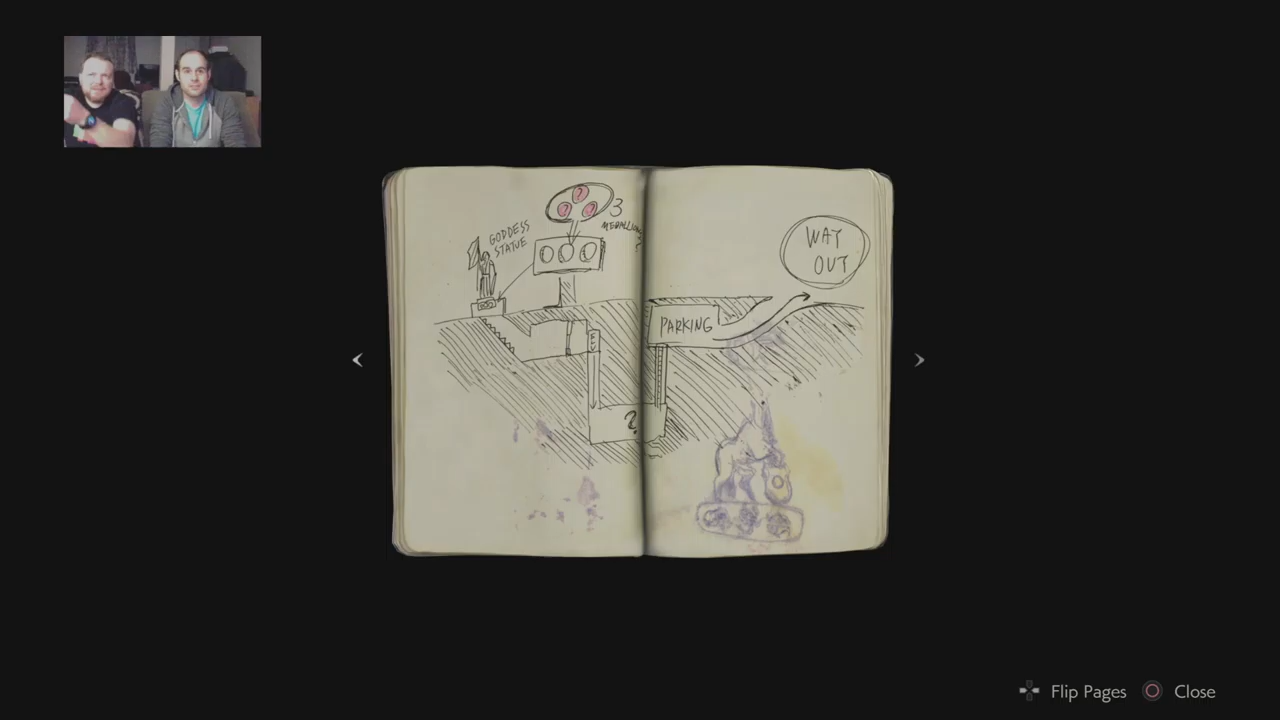 3
MEDALLIONS
?
GODDESS
STATUE
WAY
OUT
PARKING
?
Flip Pages
Close